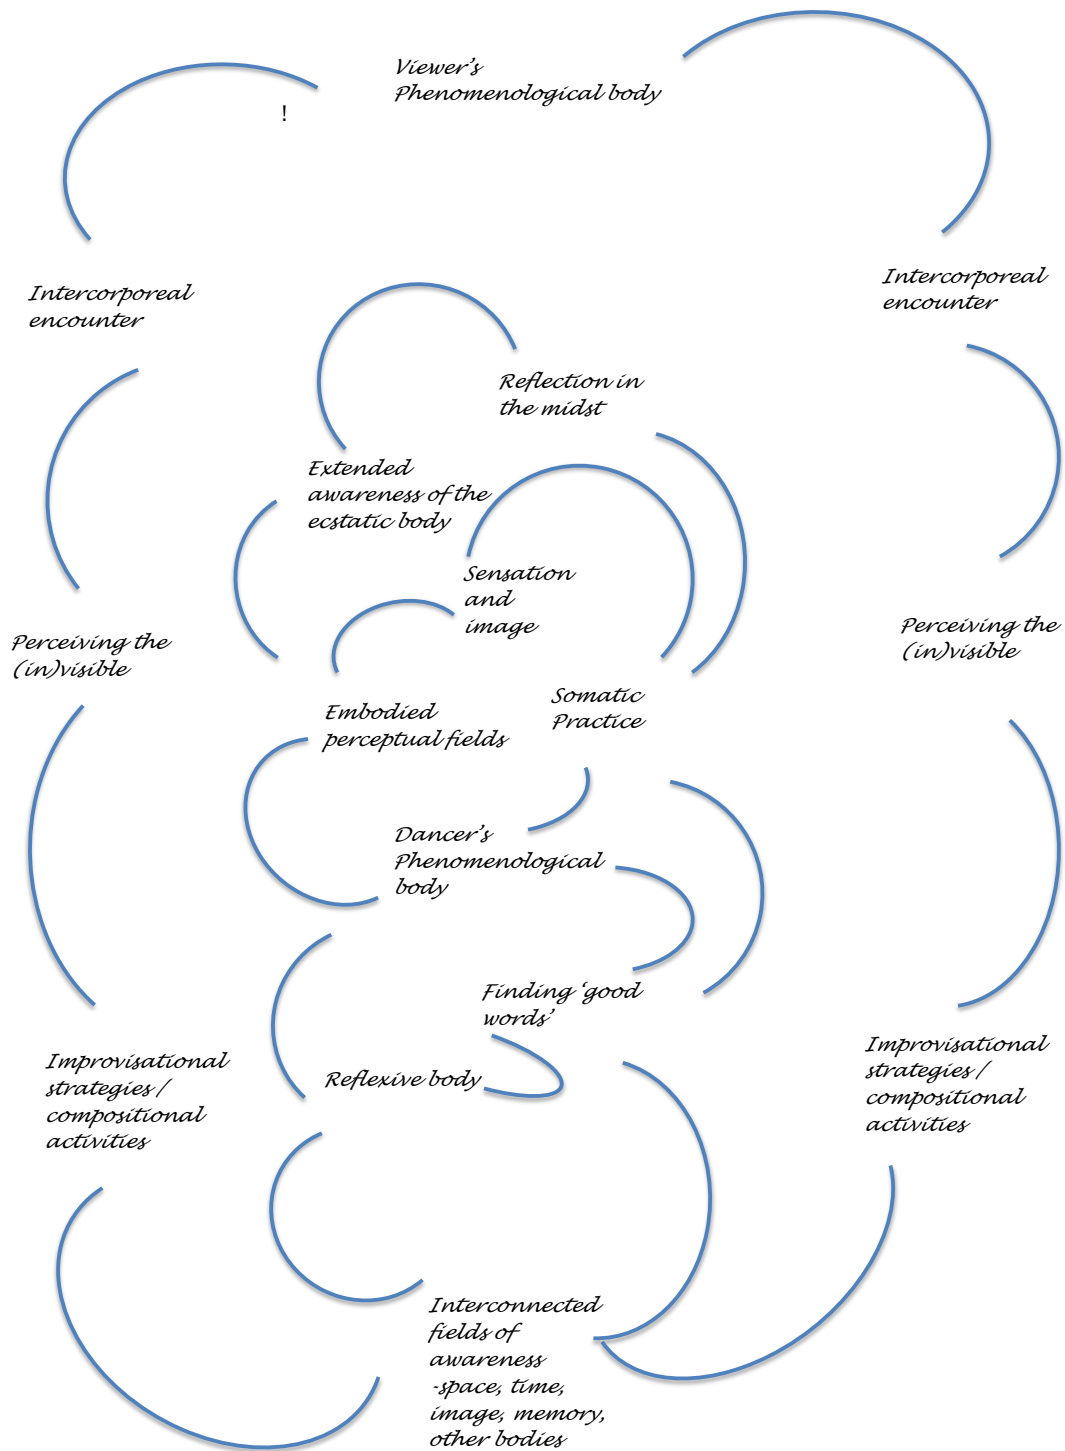 Viewer's
Phenomenological body
!
Intercorporeal
encounter
Intercorporeal
encounter
Reflection in
the midst
Extended
awareness of the
ecstatic body
Sensation
and
image
Perceiving the
(in)visible
Perceiving the
(in)visible
Embodied
perceptual fields
Somatic
Practice
Dancer's
Phenomenological
body
Finding 'good
words'
Reflexive body
Improvisational
strategies /
compositional
activities
Improvisational
strategies /
compositional
activities
Interconnected
fields of
awareness
-space, time,
image, memory,
other bodies